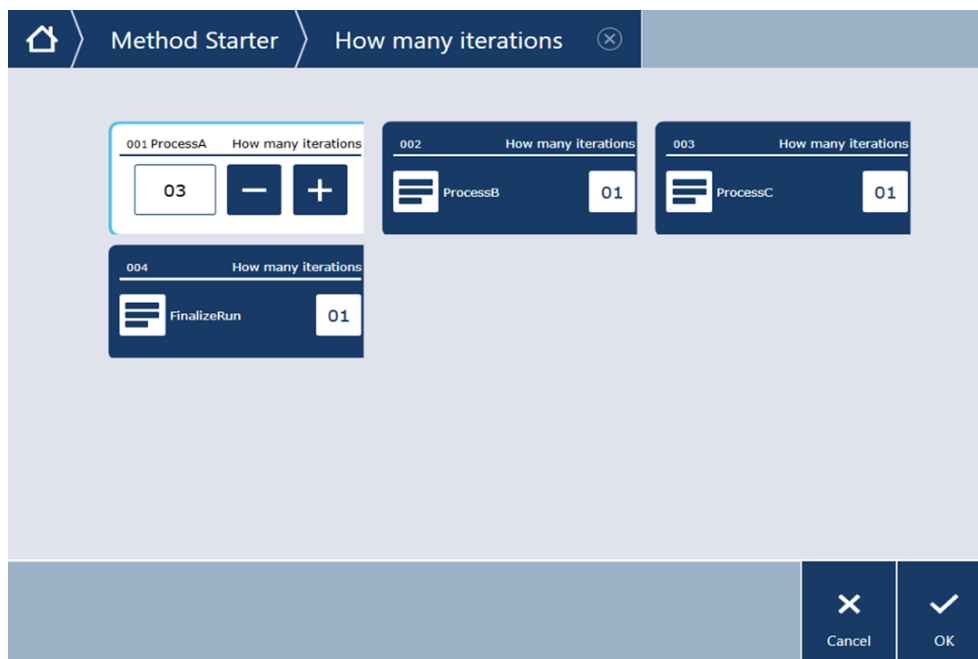 Method Starter How many iterations
001 ProcessA How many iterations
03
002 How many iterations
ProcessB 01
003 How many iterations
ProcessC 01
004 How many iterations
FinalizeRun 01
Cancel OK